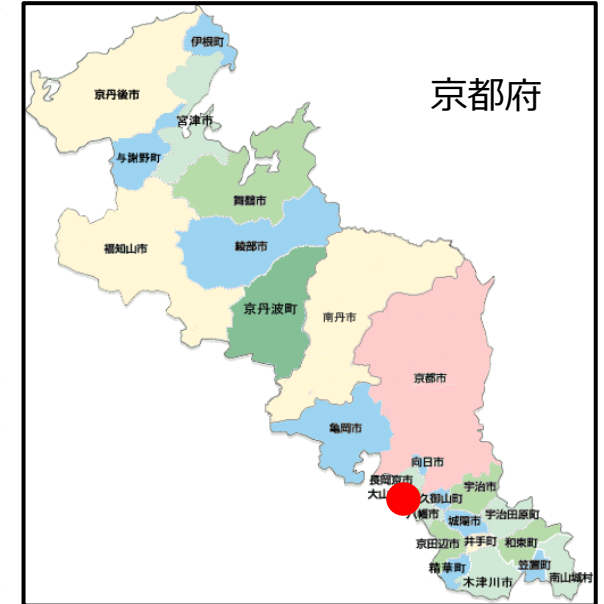 京都府
伊根町
京丹後市
宮津市
与謝野町
舞鶴市
綾部市
福知山市
京丹波町
南丹市
京都市
亀岡市
向日市
長岡京市
大山
宇治市
久御山町
八幡市
城陽市
宇治田原町
京田辺市
井手町
和束町
精華町
笠置町
木津川市
南山城村